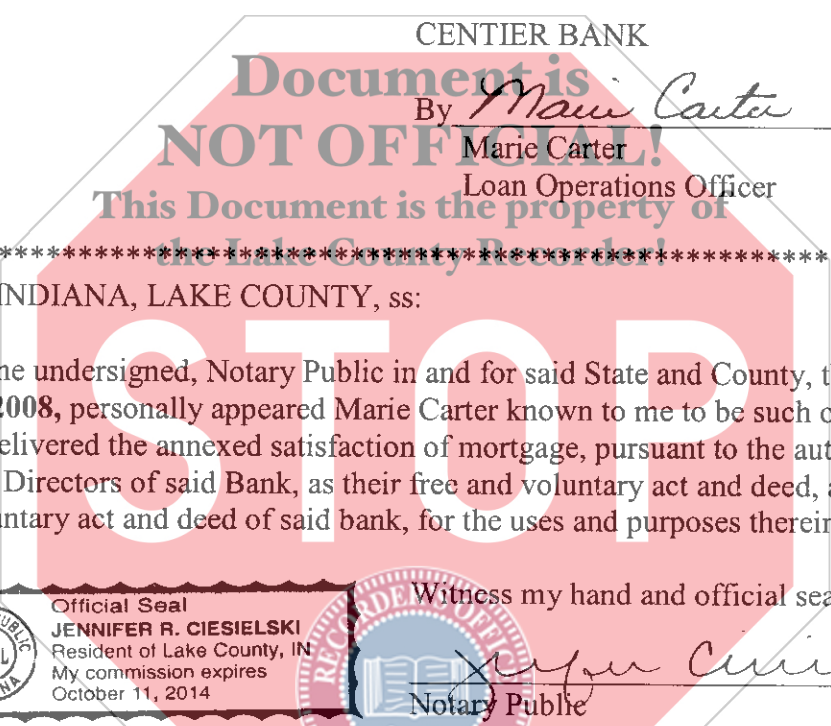 CENTIER BANK
Document is
By Marie Carter
NOT OFFICIAL!
Marie Carter
Loan Operations Officer
This Document is the property of
the Lake County Recorder!
************************************************************
INDIANA, LAKE COUNTY, ss:
STOP
undersigned, Notary Public in and for said State and County,
2008, personally appeared Marie Carter known to me to be such
delivered the annexed satisfaction of mortgage, pursuant to the
Directors of said Bank, as their free and voluntary act and deed,
act and deed of said bank, for the uses and purposes therein
Witness my hand and official
Official Seal
JENNIFER R. CIESIELSKI
Resident of Lake County, IN
My commission expires
October 11, 2014
RECORDER OFFICE
Notary Public